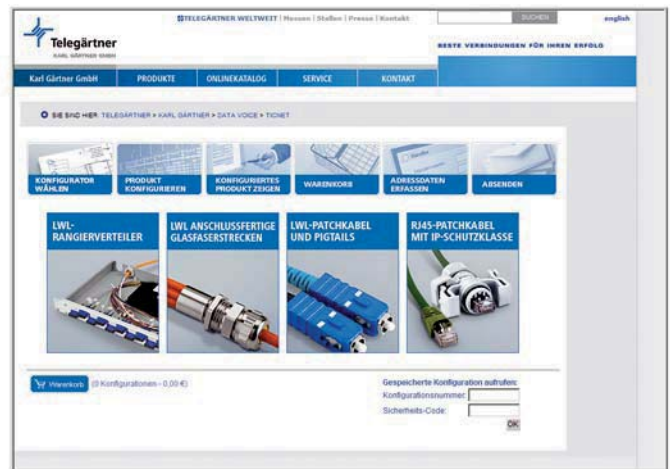 TELEGÄRTNER WELTWEIT | Messen | Stellen | Presse | Kontakt
SUCHEN
english
Telegärtner
KARL GÄRTNER GMBH
BESTE VERBINDUNGEN FÜR IHREN ERFOLG
Karl Gärtner GmbH PRODUKTE ONLINEKATALOG SERVICE KONTAKT
SIE SIND HIER: TELEGÄRTNER > KARL GÄRTNER > DATA VOICE > TICNET
KONFIGURATOR
WÄHLEN
PRODUKT
KONFIGURIEREN
KONFIGURIERTES
PRODUKT ZEIGEN
WARENKORB
ADRESSDATEN
ERFASSEN
ABSENDEN
LWL-
RANGIERVERTEILER
LWL ANSCHLUSSFERTIGE
GLASFASERSTRECKEN
LWL-PATCHKABEL
UND PIGTAILS
RJ45-PATCHKABEL
MIT IP-SCHUTZKLASSE
Warenkorb (0 Konfigurationen - 0,00 €)
Gespeicherte Konfiguration aufrufen:
Konfigurationsnummer:
Sicherheits-Code:
OK